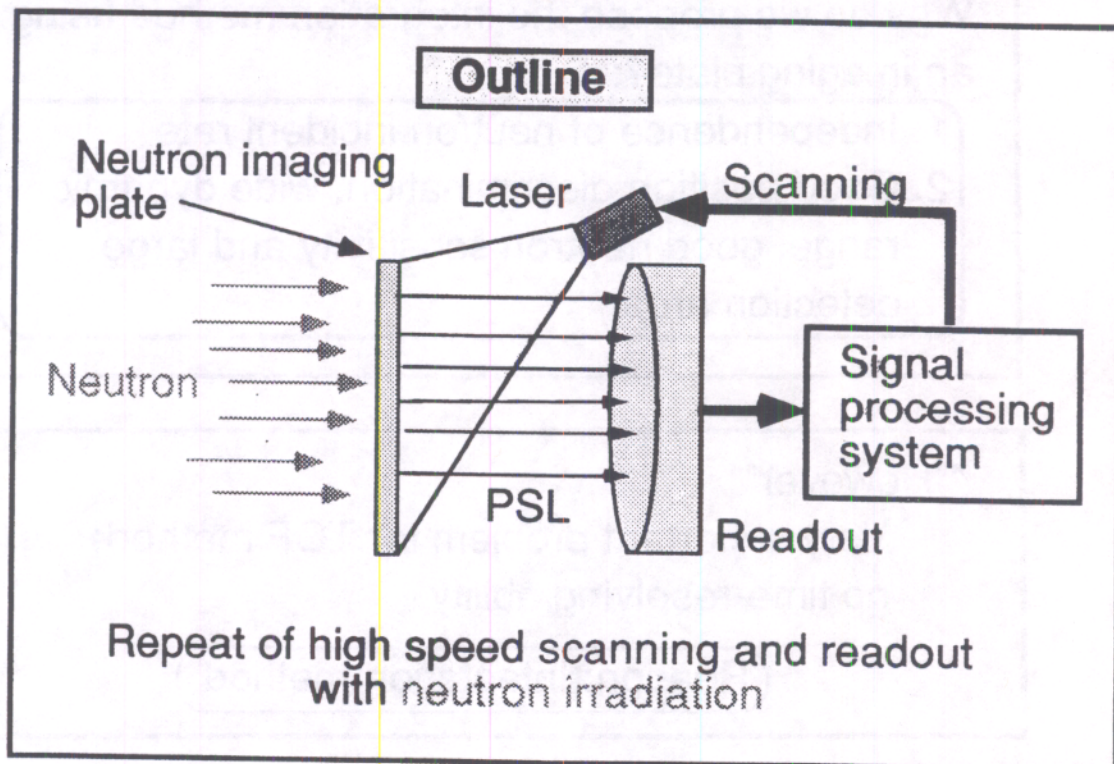 Outline
Neutron imaging
plate
Laser
Scanning
Neutron
Signal
processing
system
PSL
Readout
Repeat of high speed scanning and readout
with neutron irradiation